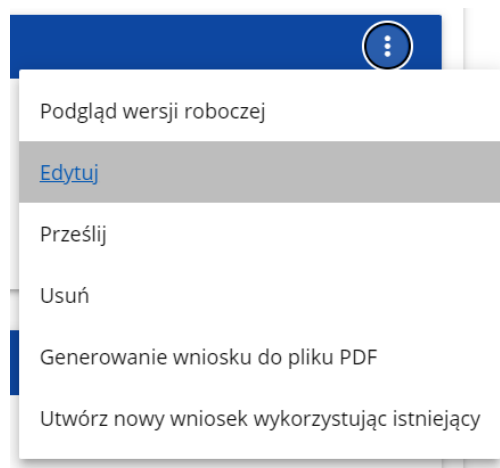 Podgląd wersji roboczej
Edytuj
Prześlij
Usuń
Generowanie wniosku do pliku PDF
Utwórz nowy wniosek wykorzystując istniejący